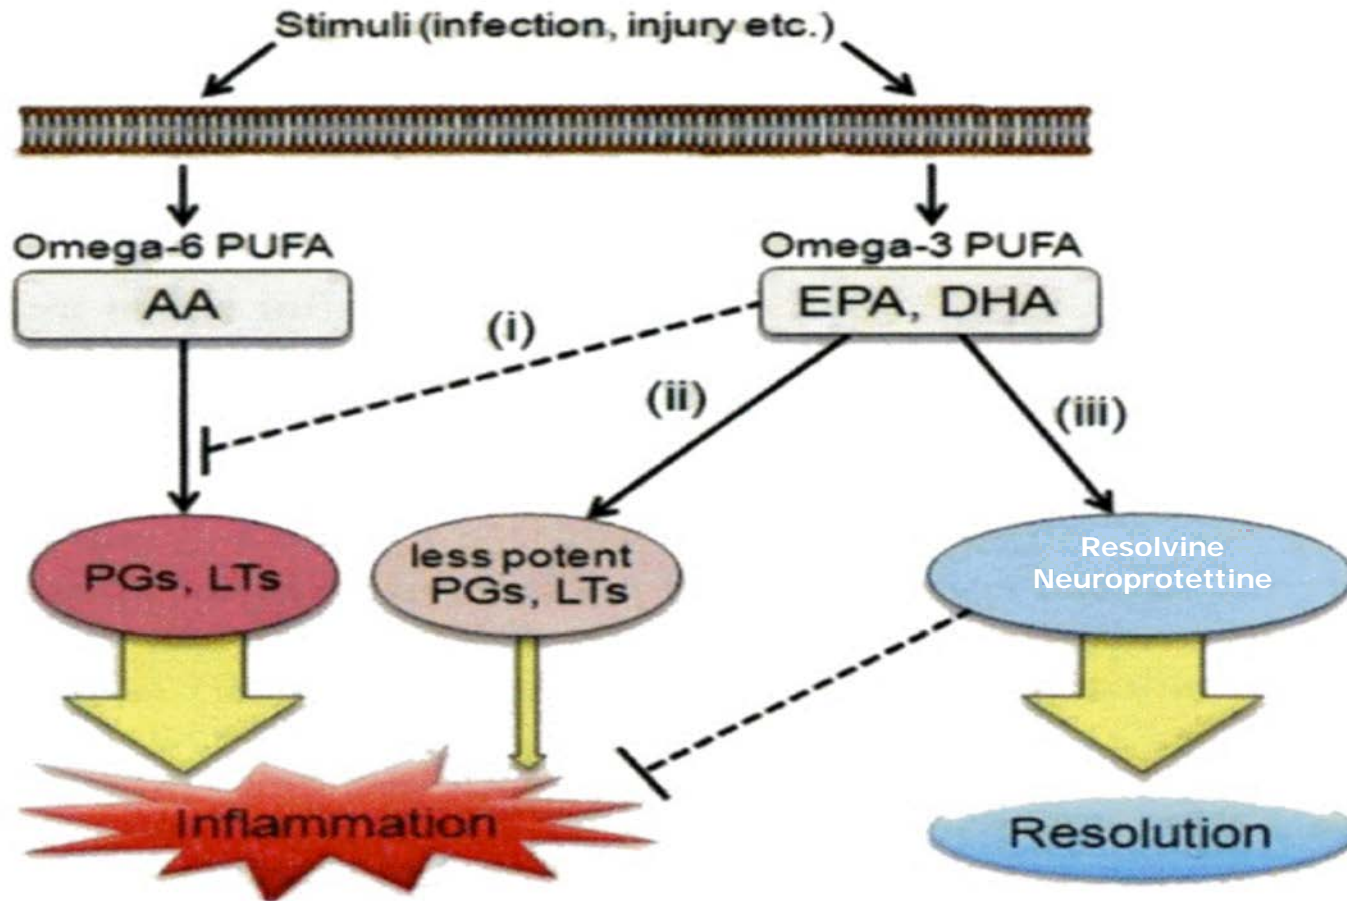 Stimuli (infection, injury etc.)
Omega-6 PUFA
AA
Omega-3 PUFA
EPA, DHA
(i)
(ii)
(iii)
PGs, LTs
less potent
PGs, LTs
Resolvine
Neuroprotettine
Inflammation
Resolution